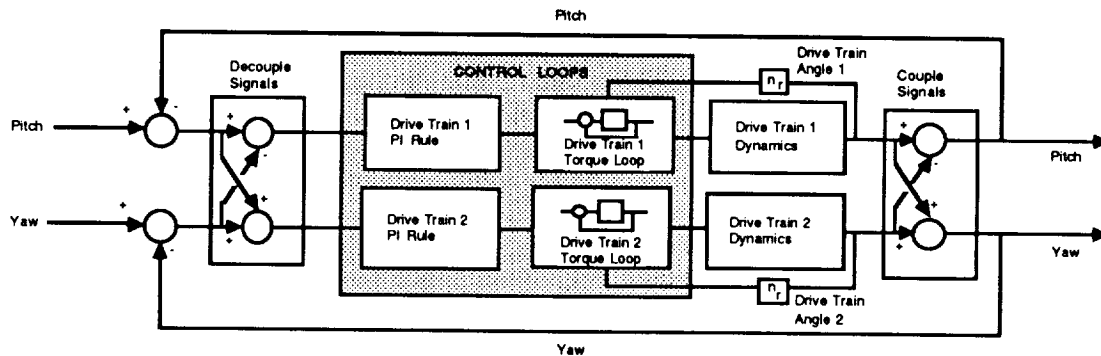 Pitch
Drive Train
Angle 1
Decouple
Signals
CONTROL LOOPS
n_r
Couple
Signals
+
-
Pitch
+
-
Drive Train 1
PI Rule
Drive Train 1
Torque Loop
Drive Train 1
Dynamics
+
-
Pitch
+
-
Yaw
+
+
Drive Train 2
PI Rule
Drive Train 2
Torque Loop
Drive Train 2
Dynamics
+
+
Yaw
n_r
Drive Train
Angle 2
Yaw